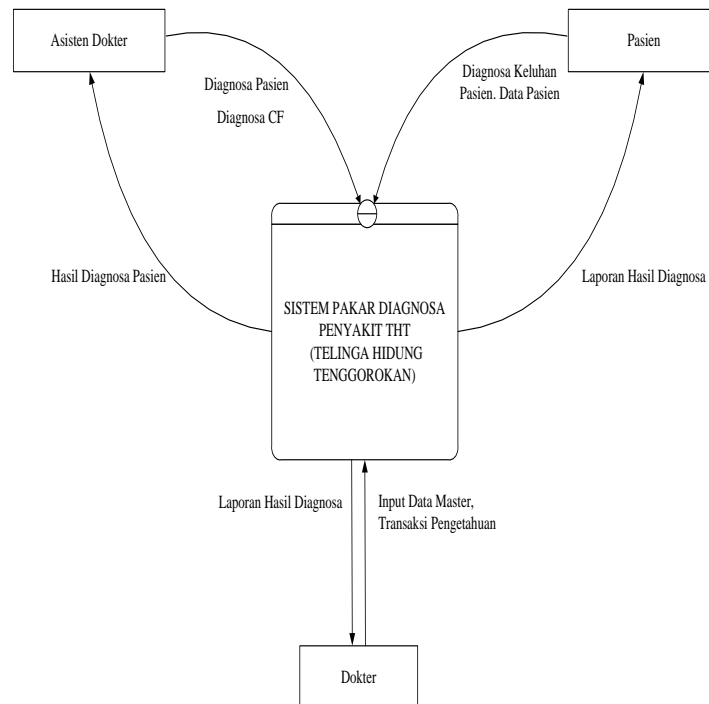 Asisten Dokter
Pasien
Diagnosa Pasien
Diagnosa CF
Diagnosa Keluhan
Pasien. Data Pasien
Hasil Diagnosa Pasien
SISTEM PAKAR DIAGNOSA
PENYAKIT THT
(TELINGA HIDUNG
TENGGOROKAN)
Laporan Hasil Diagnosa
Laporan Hasil Diagnosa
Input Data Master,
Transaksi Pengetahuan
Dokter